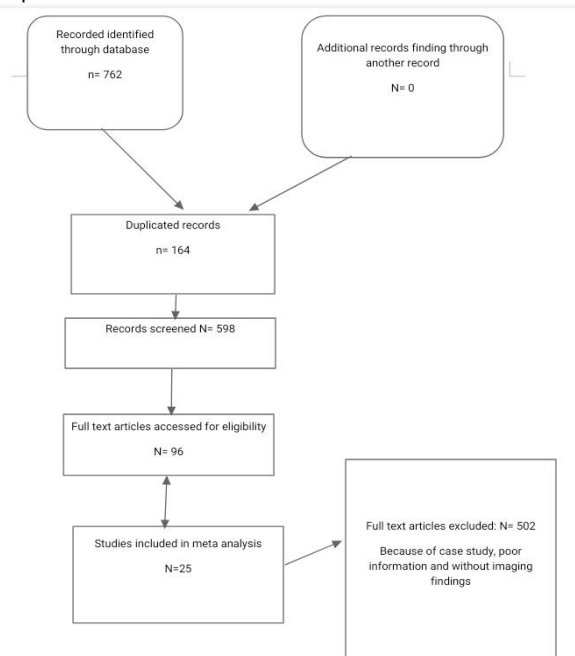 Recorded identified
through database
n= 762
Additional records finding through
another record
N= 0
Duplicated records
n= 164
Records screened N= 598
Full text articles accessed for eligibility
N= 96
Studies included in meta analysis
N=25
Full text articles excluded: N= 502
Because of case study, poor
information and without imaging
findings